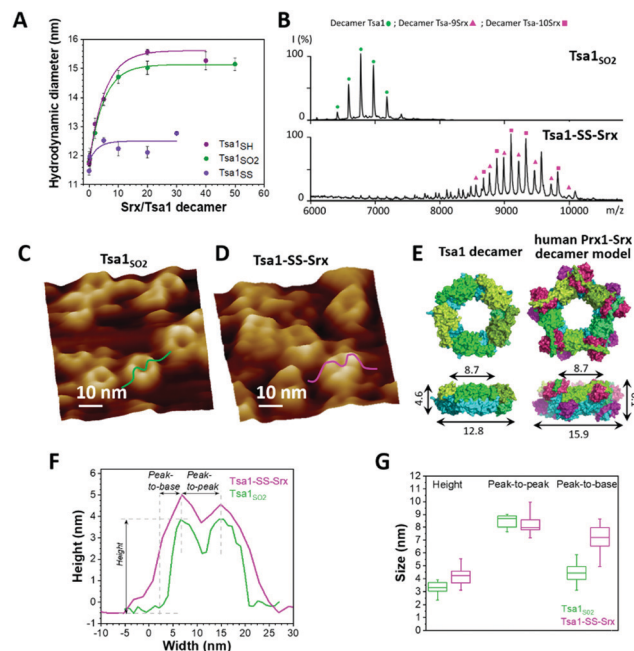 A
Hydrodynamic diameter (nm)
16
15
14
13
12
11
0 10 20 30 40 50 60
Srx/Tsa1 decamer
Tsa1SH
Tsa1SO2
Tsa1SS
B
Decamer Tsa1 ● ; Decamer Tsa-9Srx ▲ ; Decamer Tsa-10Srx ■
I (%)
100
50
Tsa1SO2
100
50
Tsa1-SS-Srx
6000 7000 8000 9000 10000 m/z
C
Tsa1SO2
10 nm
D
Tsa1-SS-Srx
10 nm
E
Tsa1 decamer
human Prx1-Srx
decamer model
8.7
8.7
4.6
12.8
15.9
F
Height (nm)
6
5
4
3
2
1
0
-1
Peak-
to-base
Peak-
to-peak
Tsa1-SS-Srx
Tsa1SO2
Height
-10 -5 0 5 10 15 20 25 30
Width (nm)
G
Size (nm)
13
12
11
10
9
8
7
6
5
4
3
2
1
0
Height
Peak-to-peak
Peak-to-base
Tsa1SO2
Tsa1-SS-Srx